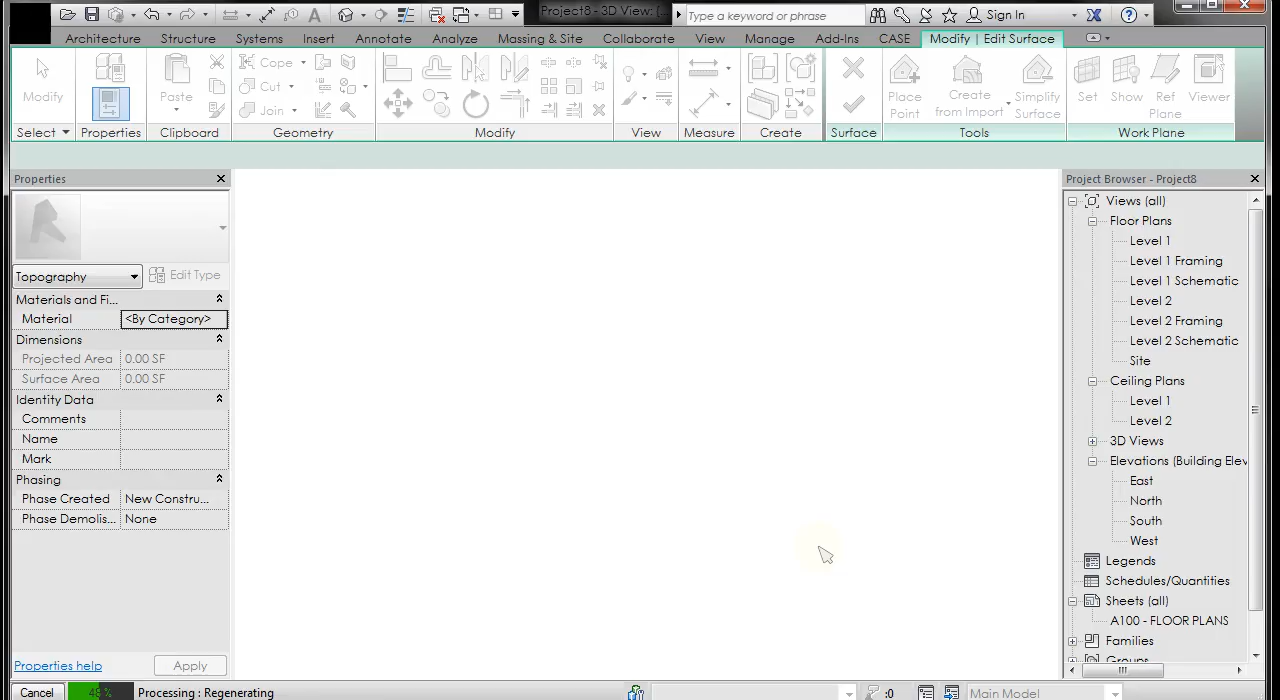 Project8 - 3D View: {...
Type a keyword or phrase
Sign In
Architecture Structure Systems Insert Annotate Analyze Massing & Site Collaborate View Manage Add-Ins CASE Modify | Edit Surface
Modify
Paste
Cope
Cut
Join
Place Point
Create from Import
Simplify Surface
Set
Show
Ref Plane
Viewer
Select Properties Clipboard Geometry Modify View Measure Create Surface Tools Work Plane
Properties
Topography
Edit Type
Materials and Fi...
Material <By Category>
Dimensions
Projected Area 0.00 SF
Surface Area 0.00 SF
Identity Data
Comments
Name
Mark
Phasing
Phase Created New Constru...
Phase Demolis... None
Properties help
Apply
Project Browser - Project8
Views (all)
Floor Plans
Level 1
Level 1 Framing
Level 1 Schematic
Level 2
Level 2 Framing
Level 2 Schematic
Site
Ceiling Plans
Level 1
Level 2
3D Views
Elevations (Building Elev
East
North
South
West
Legends
Schedules/Quantities
Sheets (all)
A100 - FLOOR PLANS
Families
Groups
Cancel
Processing : Regenerating
:0
Main Model